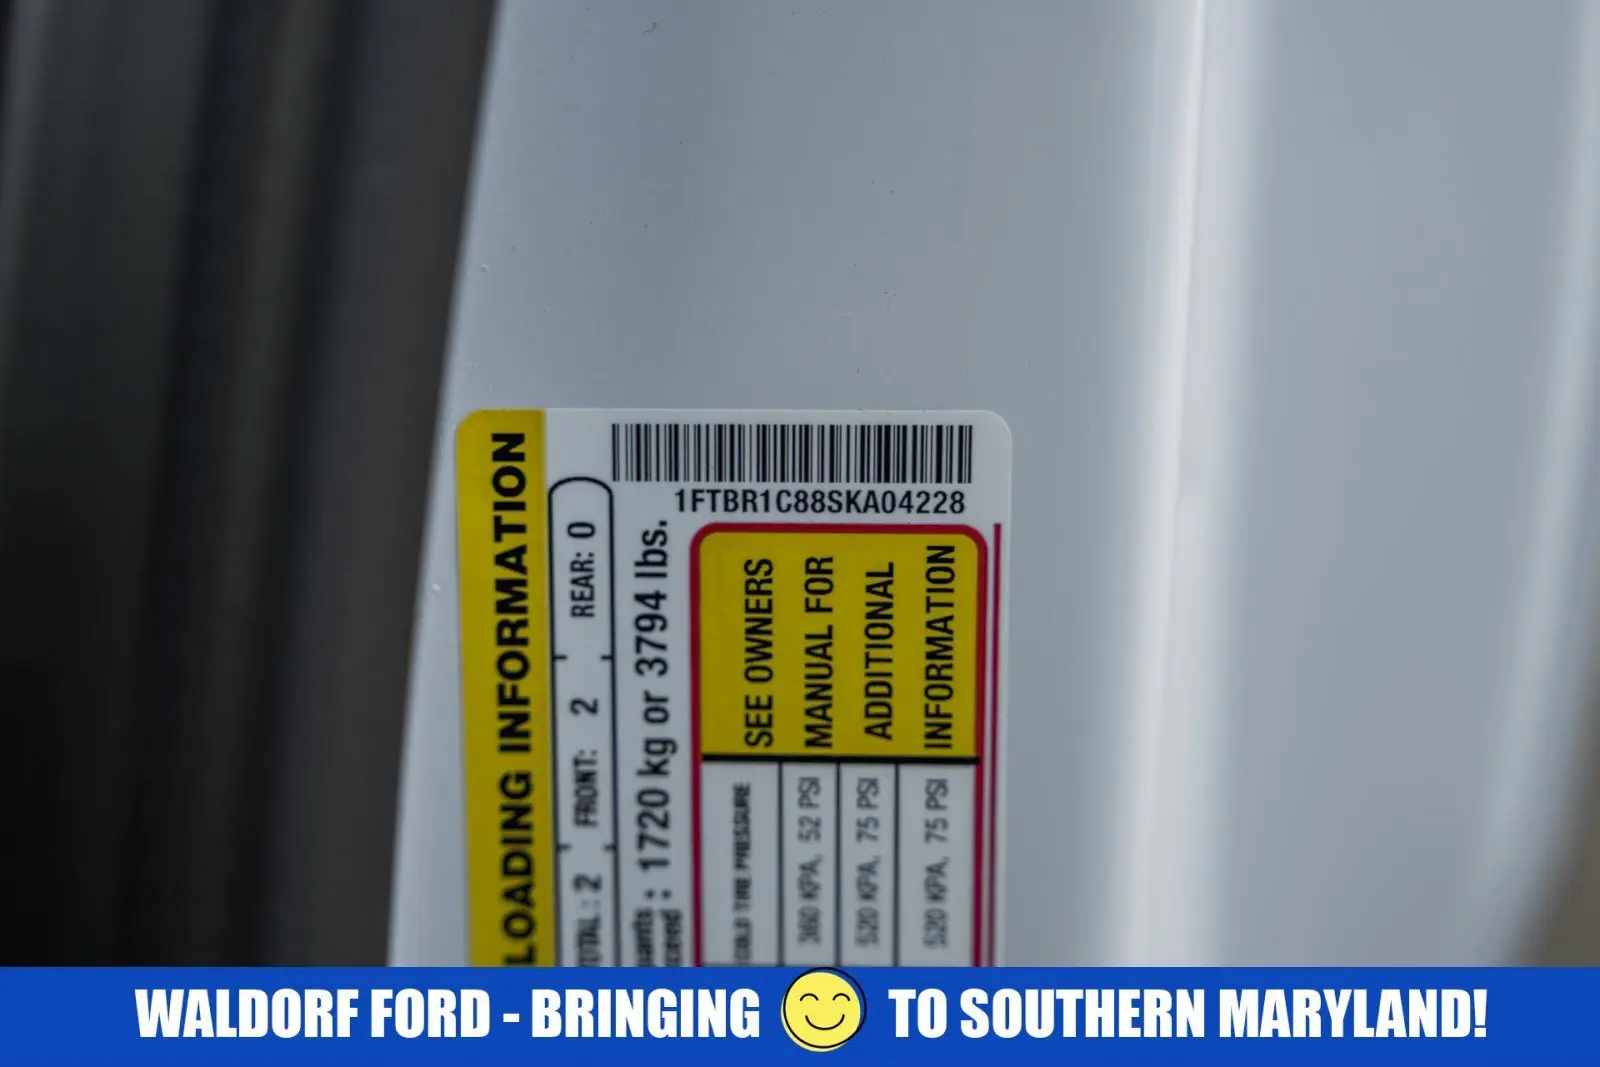 1FTBR1C88SKA04228
LOADING INFORMATION
TOTAL: 2 FRONT: 2 REAR: 0
: 1720 kg or 3794 lbs.
COLD TIRE PRESSURE
360 KPA, 52 PSI
520 KPA, 75 PSI
520 KPA, 75 PSI
SEE OWNERS
MANUAL FOR
ADDITIONAL
INFORMATION
WALDORF FORD - BRINGING TO SOUTHERN MARYLAND!